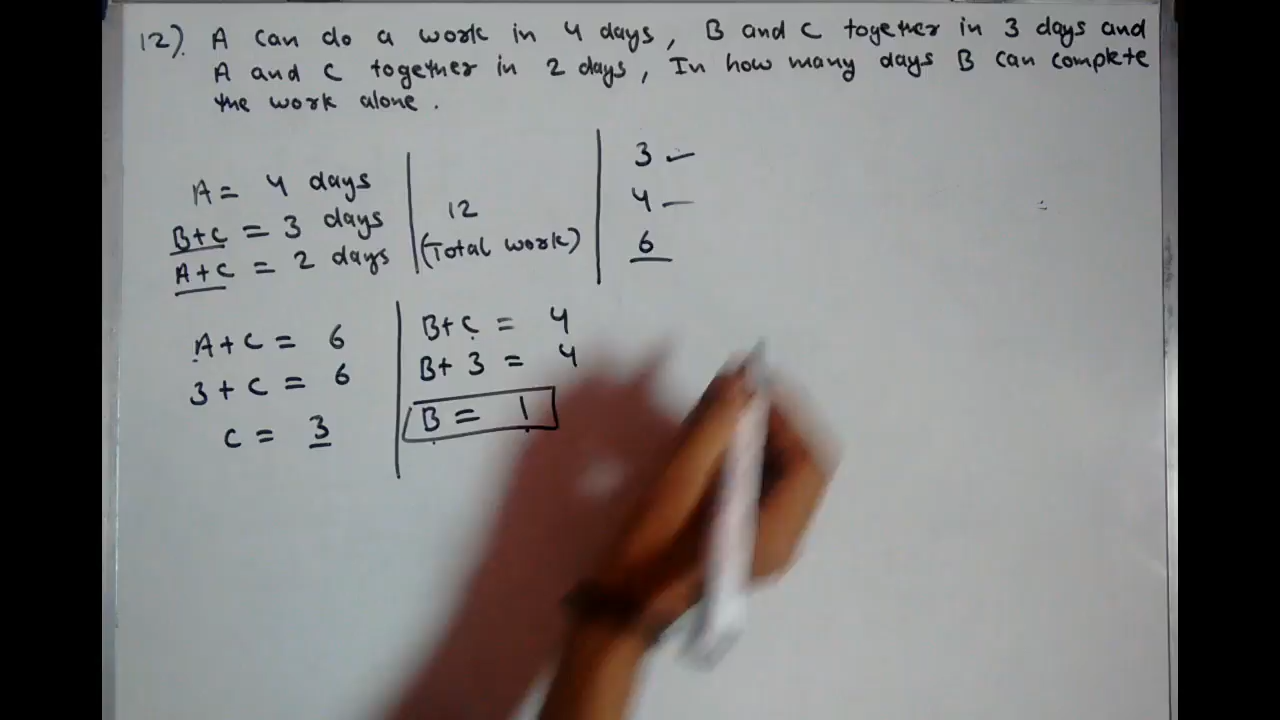 12). A can do a work in 4 days, B and C together in 3 days and
A and C together in 2 days, In how many days B can complete
the work alone.
A = 4 days
B+C = 3 days
A+C = 2 days
12
(Total work)
3
4
6
A+C = 6
3+C = 6
C = 3
B+C = 4
B+3 = 4
B = 1